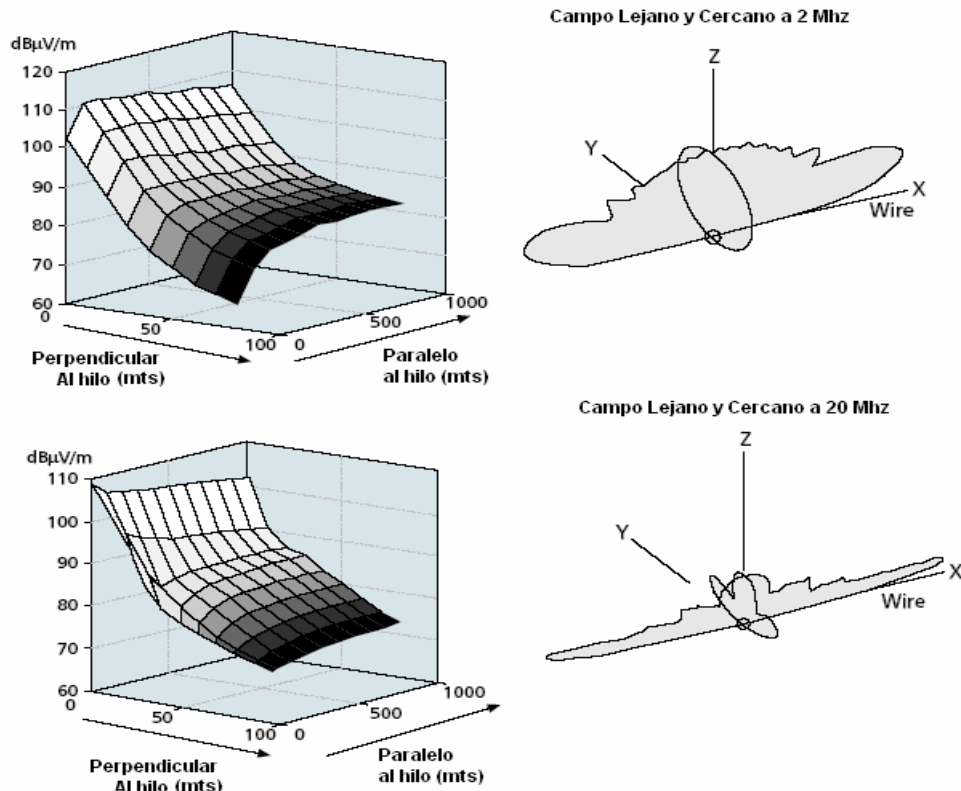 Campo Lejano y Cercano a 2 Mhz
dBµV/m
120
110
100
90
80
70
60
0
50
100
0
500
1000
Perpendicular
Al hilo (mts)
Paralelo
al hilo (mts)
Z
Y
X
Wire
Campo Lejano y Cercano a 20 Mhz
dBµV/m
110
100
90
80
70
60
0
50
100
0
500
1000
Perpendicular
Al hilo (mts)
Paralelo
al hilo (mts)
Z
Y
X
Wire